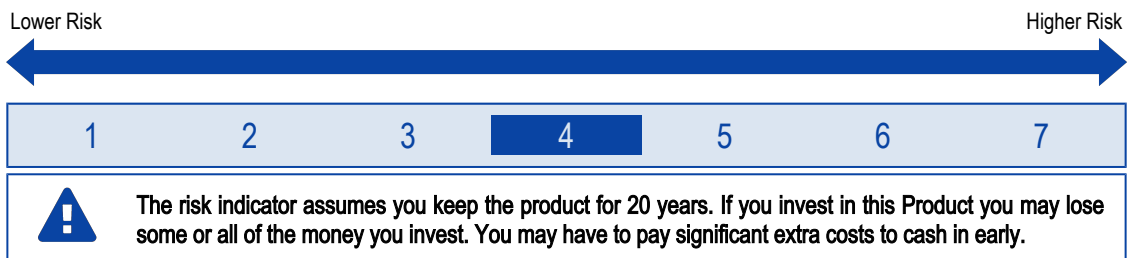 Lower Risk Higher Risk
1 2 3 4 5 6 7
The risk indicator assumes you keep the product for 20 years. If you invest in this Product you may lose
some or all of the money you invest. You may have to pay significant extra costs to cash in early.